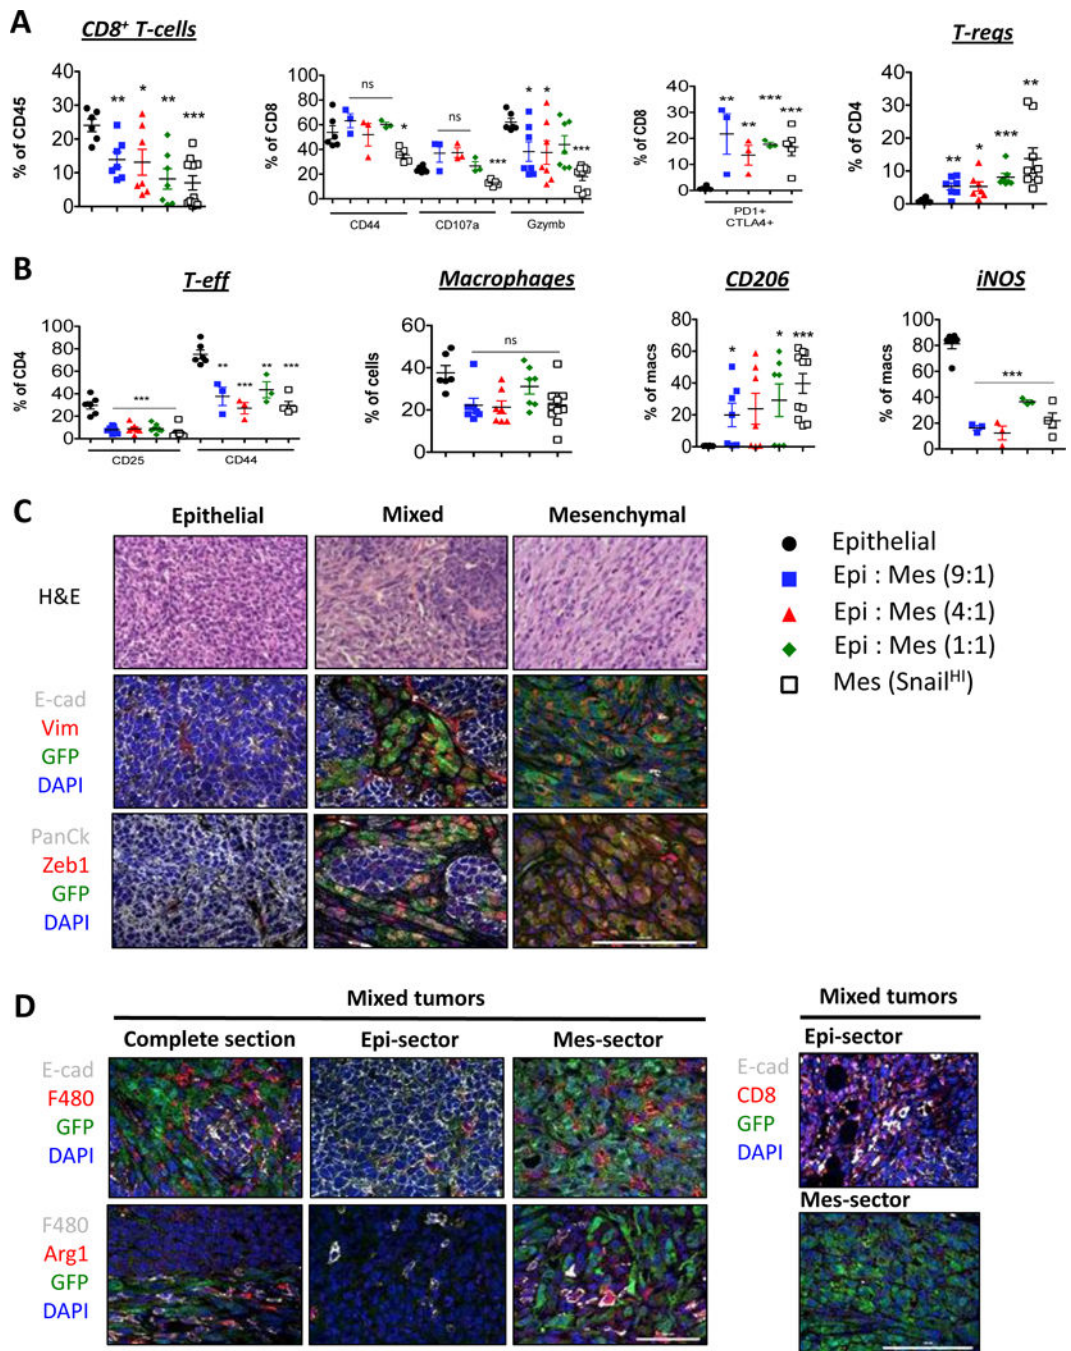 A
CD8+ T-cells
T-regs
% of CD45
40
30
20
10
0
** * ** ***
% of CD8
100
80
60
40
20
0
ns
*
ns
***
* * ***
CD44 CD107a Gzymb
% of CD8
40
30
20
10
0
** ** *** ***
PD1+
CTLA4+
% of CD4
40
30
20
10
0
** * *** **
B
T-eff
Macrophages
CD206
iNOS
% of CD4
100
80
60
40
20
0
***
** *** ** ***
CD25 CD44
% of cells
60
40
20
0
ns
% of macs
80
60
40
20
0
* * ***
% of macs
100
80
60
40
20
0
***
C
Epithelial Mixed Mesenchymal
H&E
E-cad
Vim
GFP
DAPI
PanCk
Zeb1
GFP
DAPI
Epithelial
Epi : Mes (9:1)
Epi : Mes (4:1)
Epi : Mes (1:1)
Mes (SnailHI)
D
Mixed tumors
Complete section Epi-sector Mes-sector
E-cad
F480
GFP
DAPI
F480
Arg1
GFP
DAPI
Mixed tumors
Epi-sector
E-cad
CD8
GFP
DAPI
Mes-sector